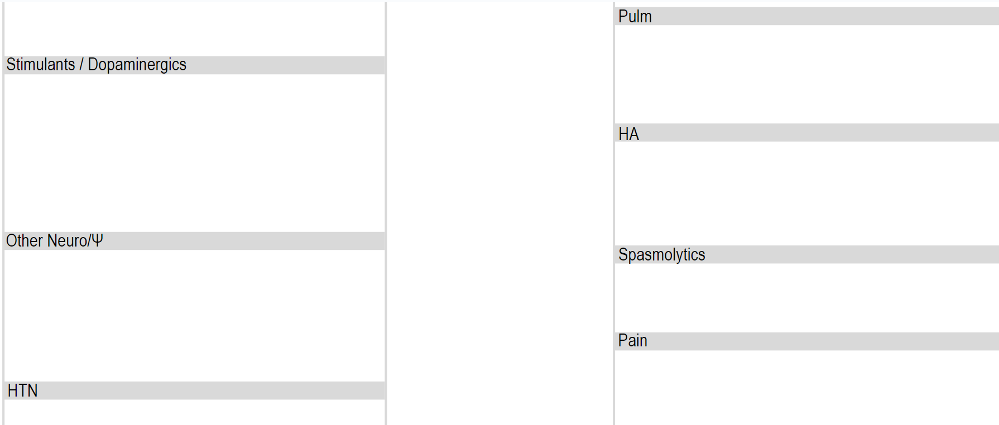 Stimulants / Dopaminergics
Other Neuro/Ψ
HTN
Pulm
HA
Spasmolytics
Pain